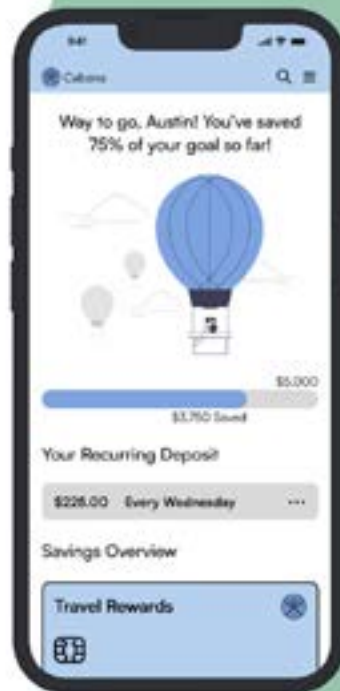 9:41
Cabana
Way to go, Austin! You've saved
75% of your goal so far!
$5,000
$3,750 Saved
Your Recurring Deposit
$225.00 Every Wednesday ...
Savings Overview
Travel Rewards